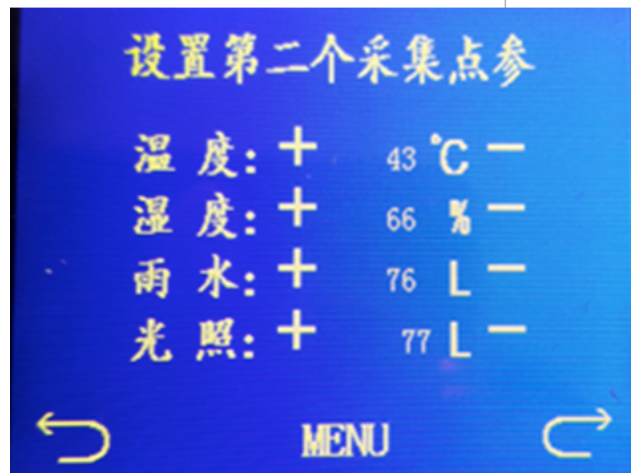 设置第二个采集点参
温 度: + 43 ℃ −
湿 度: + 66 % −
雨 水: + 76 L −
光 照: + 77 L −
MENU